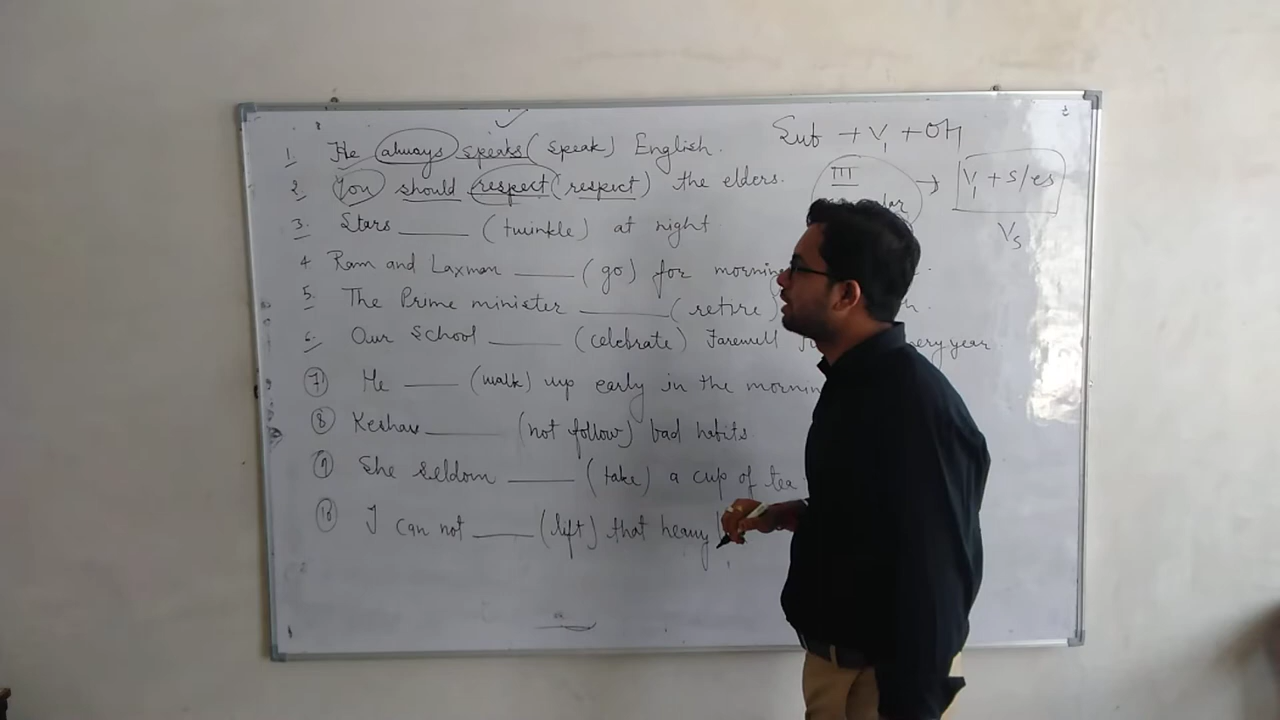 1. He always speaks (speak) English.
Sub + V1 + Obj
2. You should respect (respect) the elders.
III → V1 + s/es
Vs
3. Stars ______ (twinkle) at night
4. Ram and Laxman ______ (go) for
5. The Prime minister ______ (retire)
6. Our School ______ (celebrate) Farewell year
7 He ______ (walk) up early in the
8 Keshav ______ (not follow) bad habits
9 She seldom ______ (take) a cup of tea
10 I can not ______ (lift) that heavy